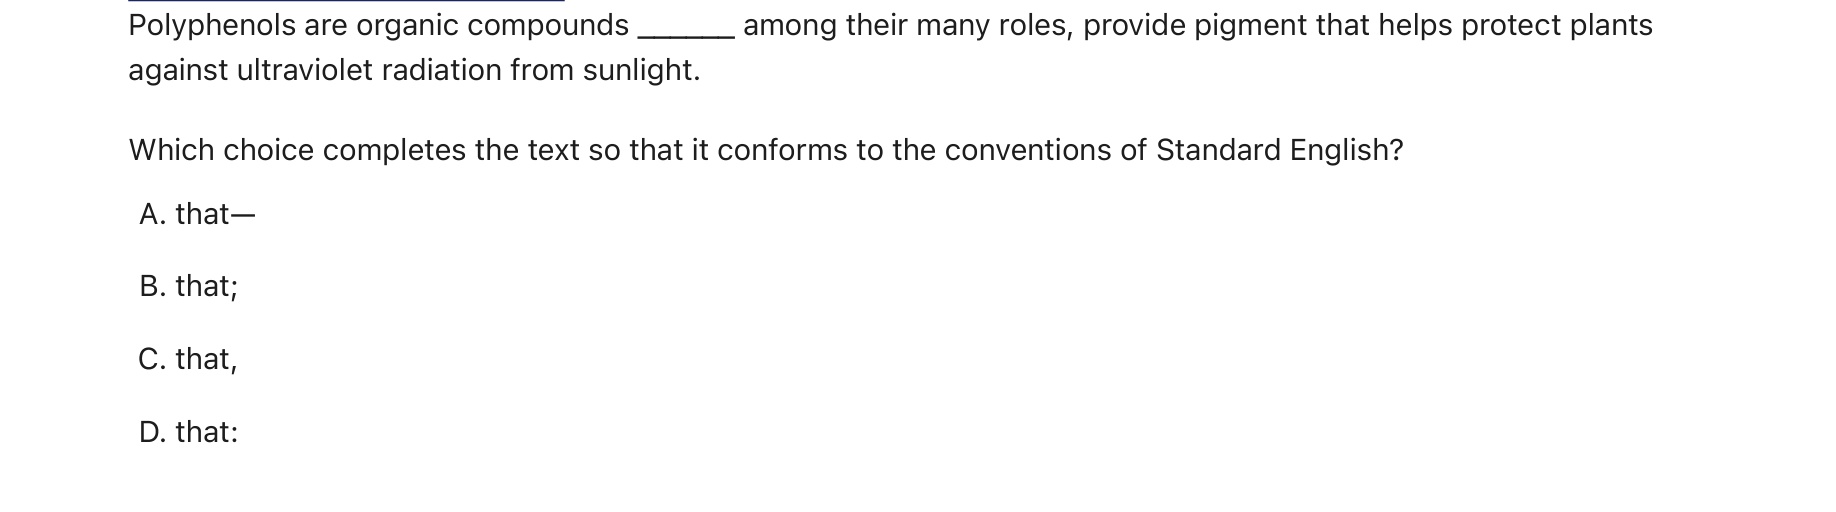 Polyphenols are organic compounds ______ among their many roles, provide pigment that helps protect plants
against ultraviolet radiation from sunlight.
Which choice completes the text so that it conforms to the conventions of Standard English?
A. that—
B. that;
C. that,
D. that: